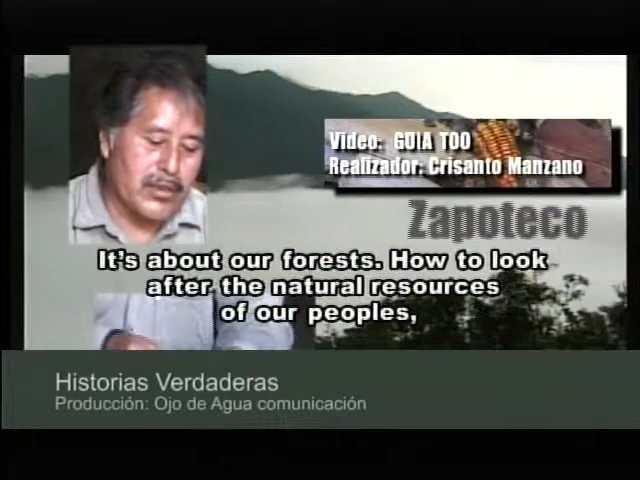 Video: GUIA TOO
Realizador: Crisanto Manzano
Zapoteco
It's about our forests. How to look
after the natural resources
of our peoples,
Historias Verdaderas
Producción: Ojo de Agua comunicación